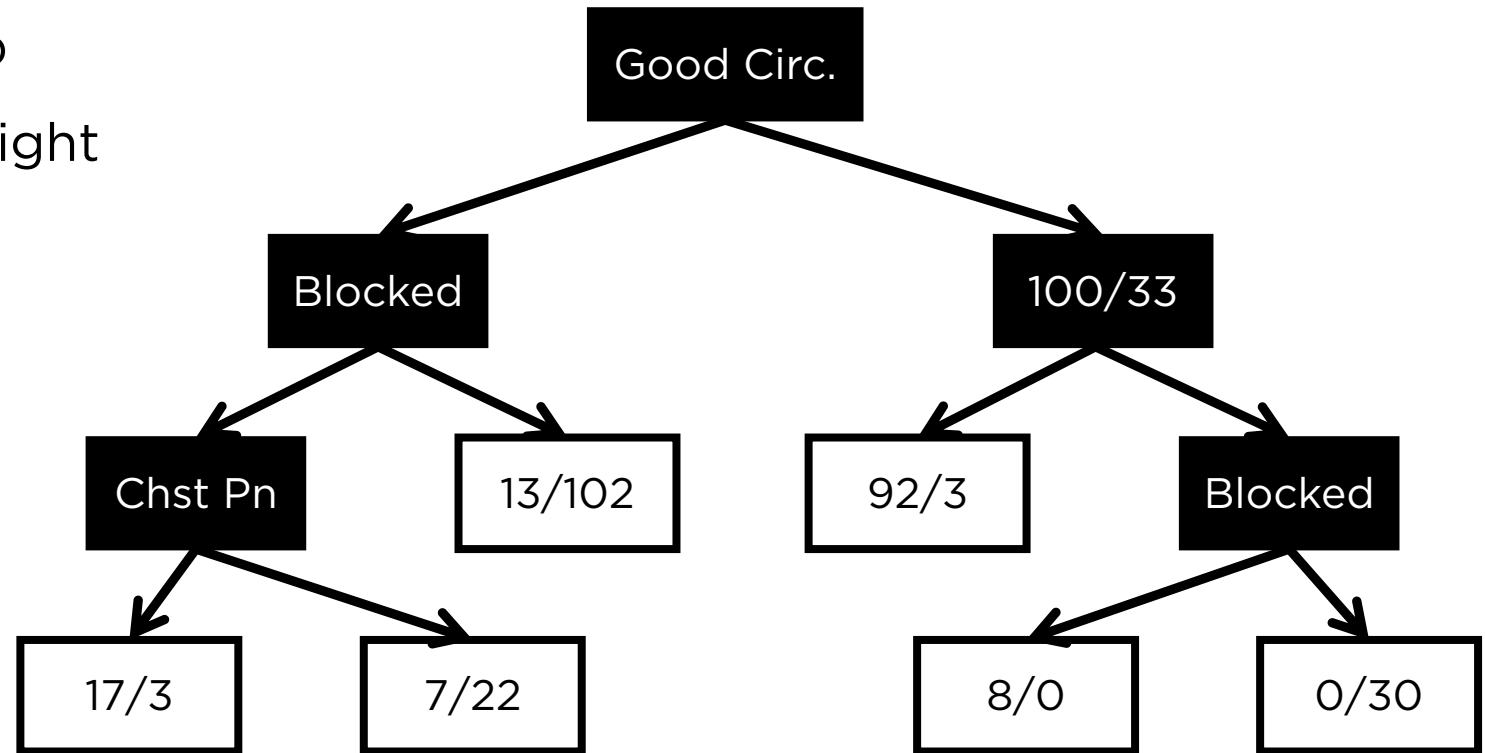 Good Circ.
ight
Blocked
100/33
Chst Pn
13/102
92/3
Blocked
17/3
7/22
8/0
0/30